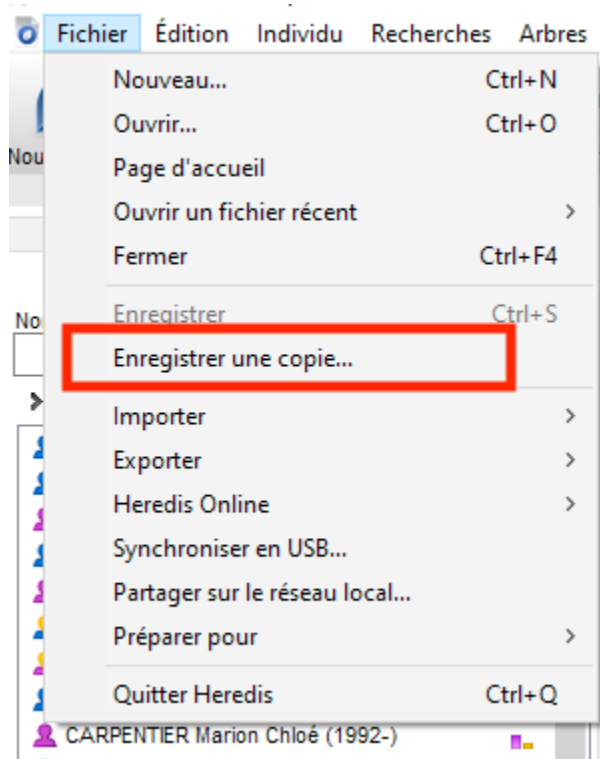 Fichier Édition Individu Recherches Arbres
Nouveau... Ctrl+N
Ouvrir... Ctrl+O
Nou
Page d'accueil
Ouvrir un fichier récent >
Fermer Ctrl+F4
Enregistrer Ctrl+S
Enregistrer une copie...
Importer >
Exporter >
Heredis Online >
Synchroniser en USB...
Partager sur le réseau local...
Préparer pour >
Quitter Heredis Ctrl+Q
CARPENTIER Marion Chloé (1992-)